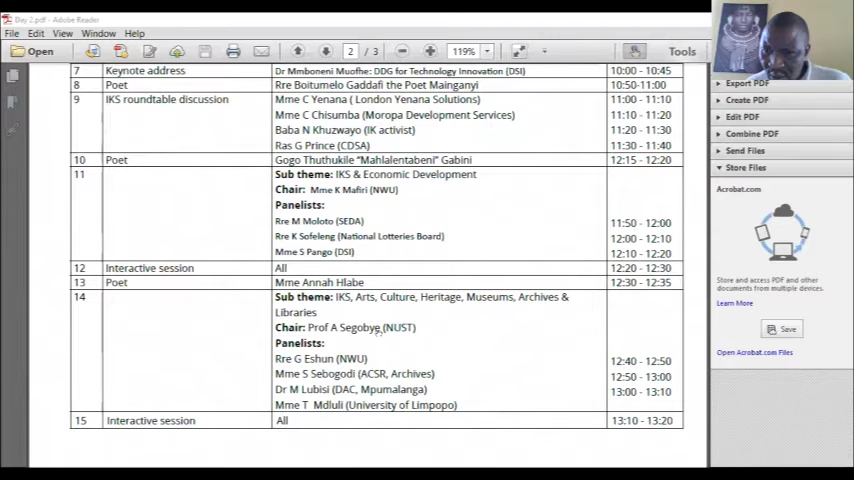 Day 2.pdf - Adobe Reader
File Edit View Window Help
Open 2 / 3 119% Tools
7 Keynote address Dr Mmboneni Muofhe: DDG for Technology Innovation (DSI) 10:00 - 10:45
8 Poet Rre Boitumelo Gaddafi the Poet Mainganyi 10:50-11:00
9 IKS roundtable discussion Mme C Yenana ( London Yenana Solutions) 11:00 - 11:10
Mme C Chisumba (Moropa Development Services) 11:10 - 11:20
Baba N Khuzwayo (IK activist) 11:20 - 11:30
Ras G Prince (CDSA) 11:30 - 11:40
10 Poet Gogo Thuthukile “Mahlalentabeni” Gabini 12:15 - 12:20
11 Sub theme: IKS & Economic Development
Chair: Mme K Mafiri (NWU)
Panelists:
Rre M Moloto (SEDA) 11:50 - 12:00
Rre K Sofeleng (National Lotteries Board) 12:00 - 12:10
Mme S Pango (DSI) 12:10 - 12:20
12 Interactive session All 12:20 - 12:30
13 Poet Mme Annah Hlabe 12:30 - 12:35
14 Sub theme: IKS, Arts, Culture, Heritage, Museums, Archives &
Libraries
Chair: Prof A Segobye (NUST)
Panelists:
Rre G Eshun (NWU) 12:40 - 12:50
Mme S Sebogodi (ACSR, Archives) 12:50 - 13:00
Dr M Lubisi (DAC, Mpumalanga) 13:00 - 13:10
Mme T Mdluli (University of Limpopo)
15 Interactive session All 13:10 - 13:20
Export PDF
Create PDF
Edit PDF
Combine PDF
Send Files
Store Files
Acrobat.com
Store and access PDF and other
documents from multiple devices.
Learn More
Save
Open Acrobat.com Files